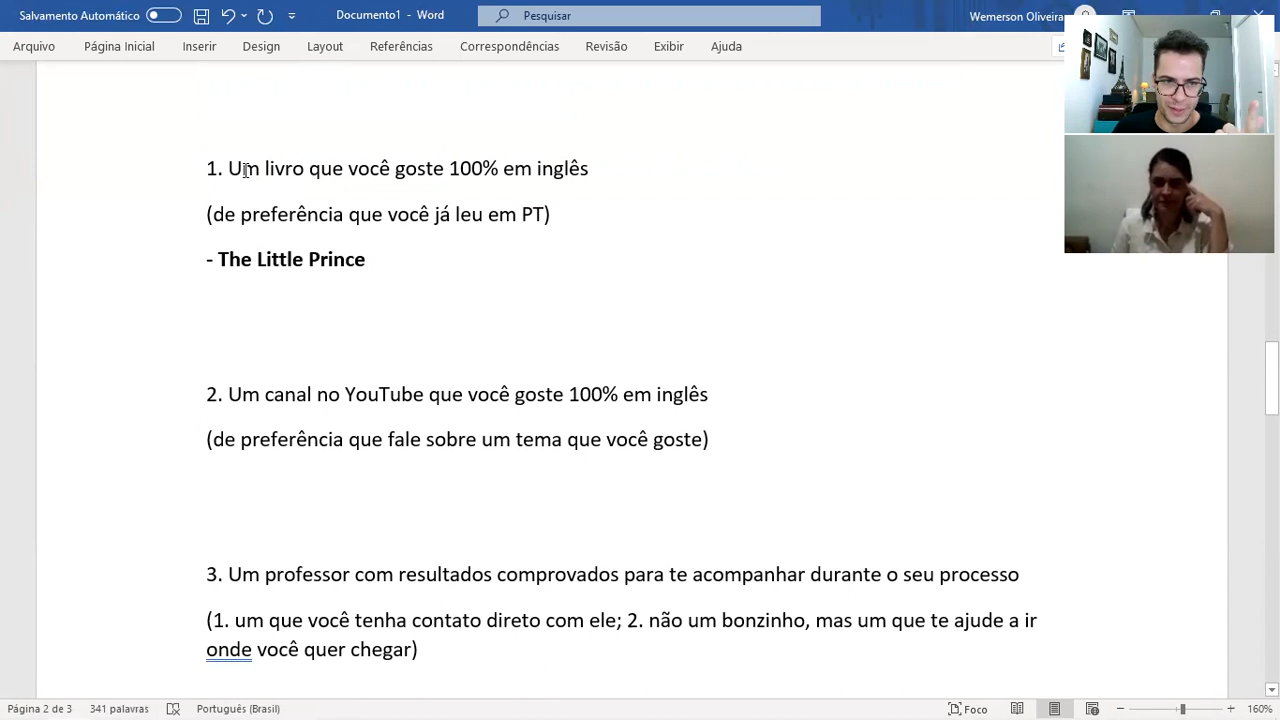 Salvamento Automático
Documento1 - Word
Pesquisar
Wemerson Oliveira
Arquivo
Página Inicial
Inserir
Design
Layout
Referências
Correspondências
Revisão
Exibir
Ajuda
1. Um livro que você goste 100% em inglês
(de preferência que você já leu em PT)
- The Little Prince
2. Um canal no YouTube que você goste 100% em inglês
(de preferência que fale sobre um tema que você goste)
3. Um professor com resultados comprovados para te acompanhar durante o seu processo
(1. um que você tenha contato direto com ele; 2. não um bonzinho, mas um que te ajude a ir
onde você quer chegar)
Página 2 de 3
341 palavras
Português (Brasil)
Foco
160%